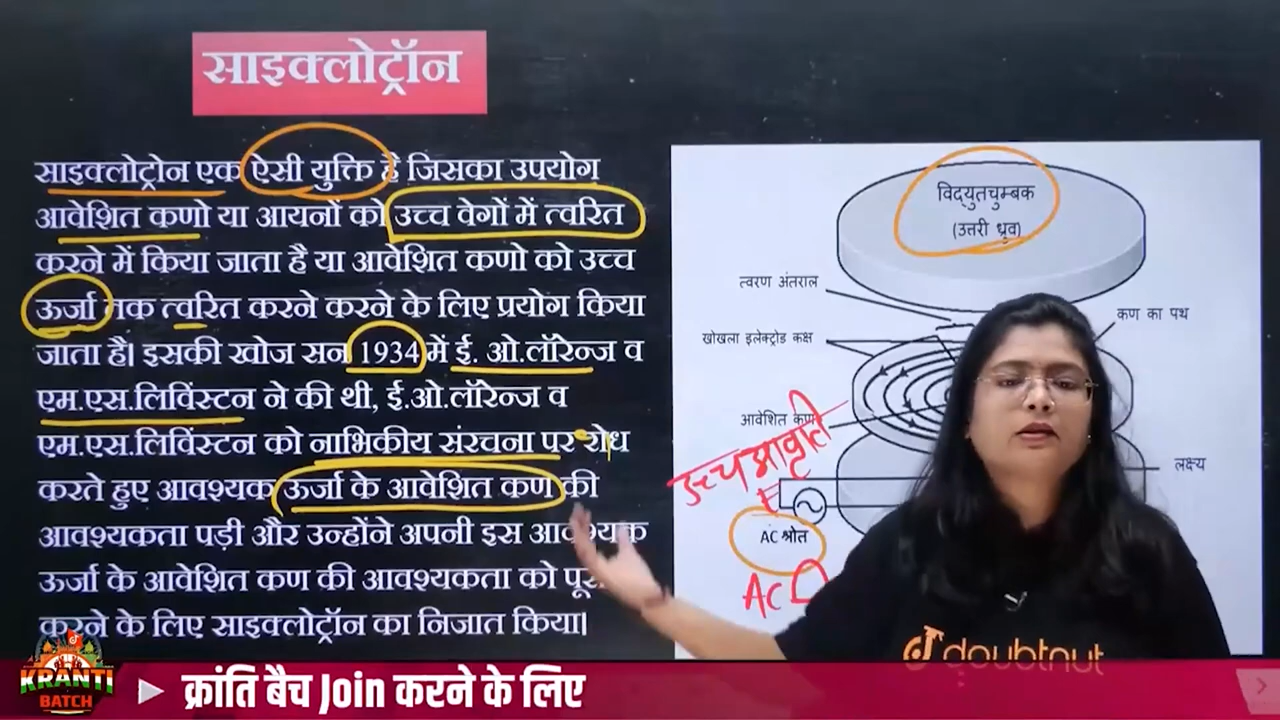 साइक्लोट्रॉन
साइक्लोट्रोन एक ऐसी युक्ति है जिसका उपयोग
आवेशित कणो या आयनों को उच्च वेगों में त्वरित
करने में किया जाता है या आवेशित कणो को उच्च
ऊर्जा तक त्वरित करने करने के लिए प्रयोग किया
जाता है। इसकी खोज सन 1934 में ई. ओ.लॉरेन्ज व
एम.एस.लिविंस्टन ने की थी, ई.ओ.लॉरेन्ज व
एम.एस.लिविंस्टन को नाभिकीय संरचना पर शोध
करते हुए आवश्यक ऊर्जा के आवेशित कण की
आवश्यकता पड़ी और उन्होंने अपनी इस आवश्यक
ऊर्जा के आवेशित कण की आवश्यकता को
करने के लिए साइक्लोट्रॉन का निजात किया।
विद्युतचुम्बक
(उत्तरी ध्रुव)
त्वरण अंतराल
कण का पथ
खोखला इलेक्ट्रोड कक्ष
आवेशित कण
उच्च आवृति
लक्ष्य
AC श्रोत
AC
doubtnut
KRANTI
BATCH
क्रांति बैच Join करने के लिए